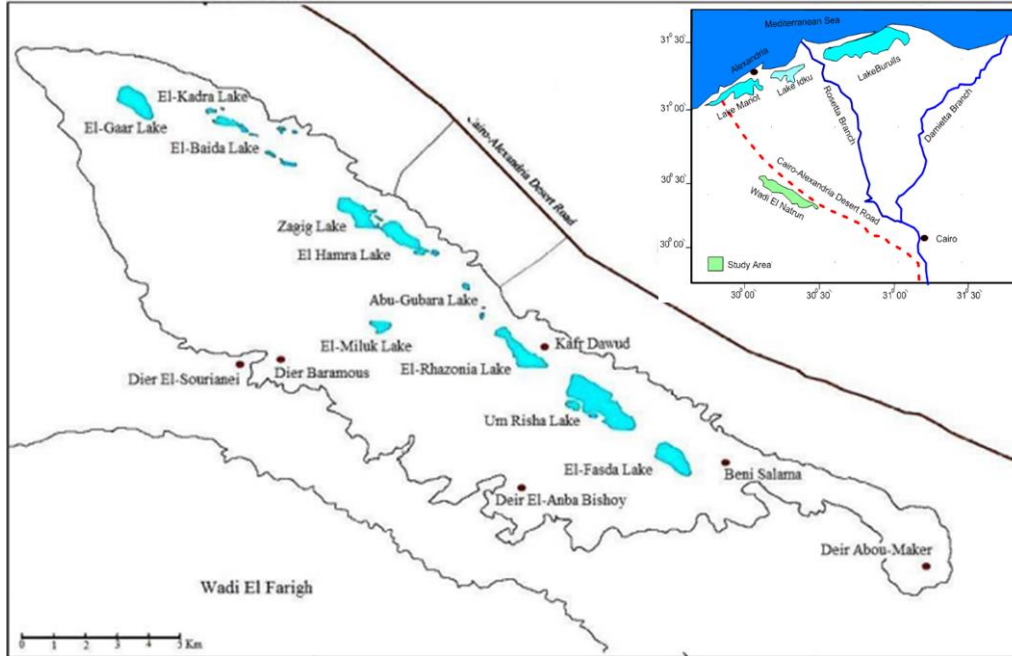 El-Kadra Lake
El-Gaar Lake
El-Baida Lake
Zagig Lake
El Hamra Lake
Abu-Gubara Lake
El-Miluk Lake
Kafr Dawud
El-Rhazonia Lake
Dier El-Sourianei
Dier Baramous
Um Risha Lake
El-Fasda Lake
Beni Salama
Deir El-Anba Bishoy
Deir Abou-Maker
Wadi El Farigh
0 1 2 3 4 5 Km
Cairo-Alexandria Desert Road
Mediterranean Sea
Alexandria
Lake Burulls
Lake Idku
Lake Mariot
Rosetta Branch
Damietta Branch
Cairo-Alexandria Desert Road
Wadi El Natrun
Cairo
Study Area
31° 30'
31° 00'
30° 30'
30° 00'
30° 00'
30° 30'
31° 00'
31° 30'